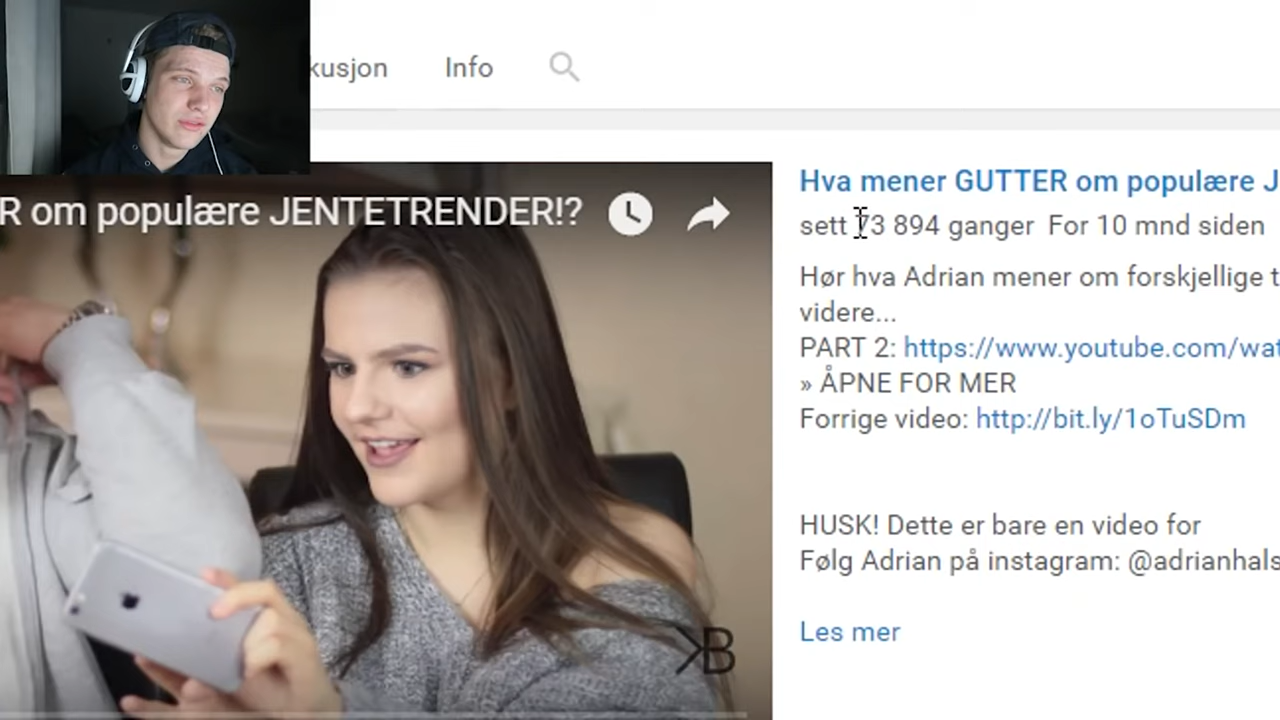 kusjon Info
R om populære JENTETRENDER!?
Hva mener GUTTER om populære J
sett 73 894 ganger For 10 mnd siden
Hør hva Adrian mener om forskjellige t
videre...
PART 2: https://www.youtube.com/wat
» ÅPNE FOR MER
Forrige video: http://bit.ly/1oTuSDm
HUSK! Dette er bare en video for
Følg Adrian på instagram: @adrianhals
KB
Les mer